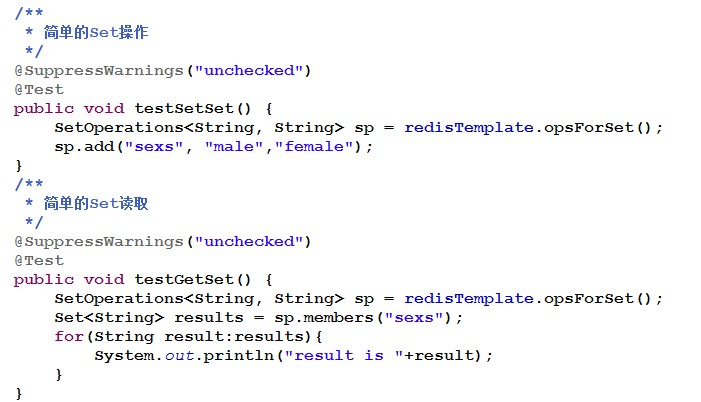 /**
 * 简单的Set操作
 */
@SuppressWarnings("unchecked")
@Test
public void testSetSet() {
    SetOperations<String, String> sp = redisTemplate.opsForSet();
    sp.add("sexs", "male","female");
}
/**
 * 简单的Set读取
 */
@SuppressWarnings("unchecked")
@Test
public void testGetSet() {
    SetOperations<String, String> sp = redisTemplate.opsForSet();
    Set<String> results = sp.members("sexs");
    for(String result:results){
        System.out.println("result is "+result);
    }
}